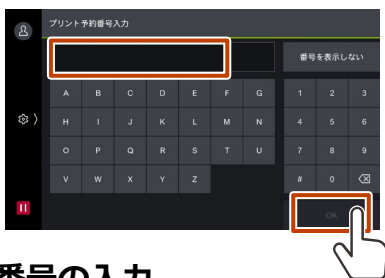 プリント予約番号入力
番号を表示しない
A B C D E F G 1 2 3
H I J K L M N 4 5 6
O P Q R S T U 7 8 9
V W X Y Z # 0
OK
番号の入力